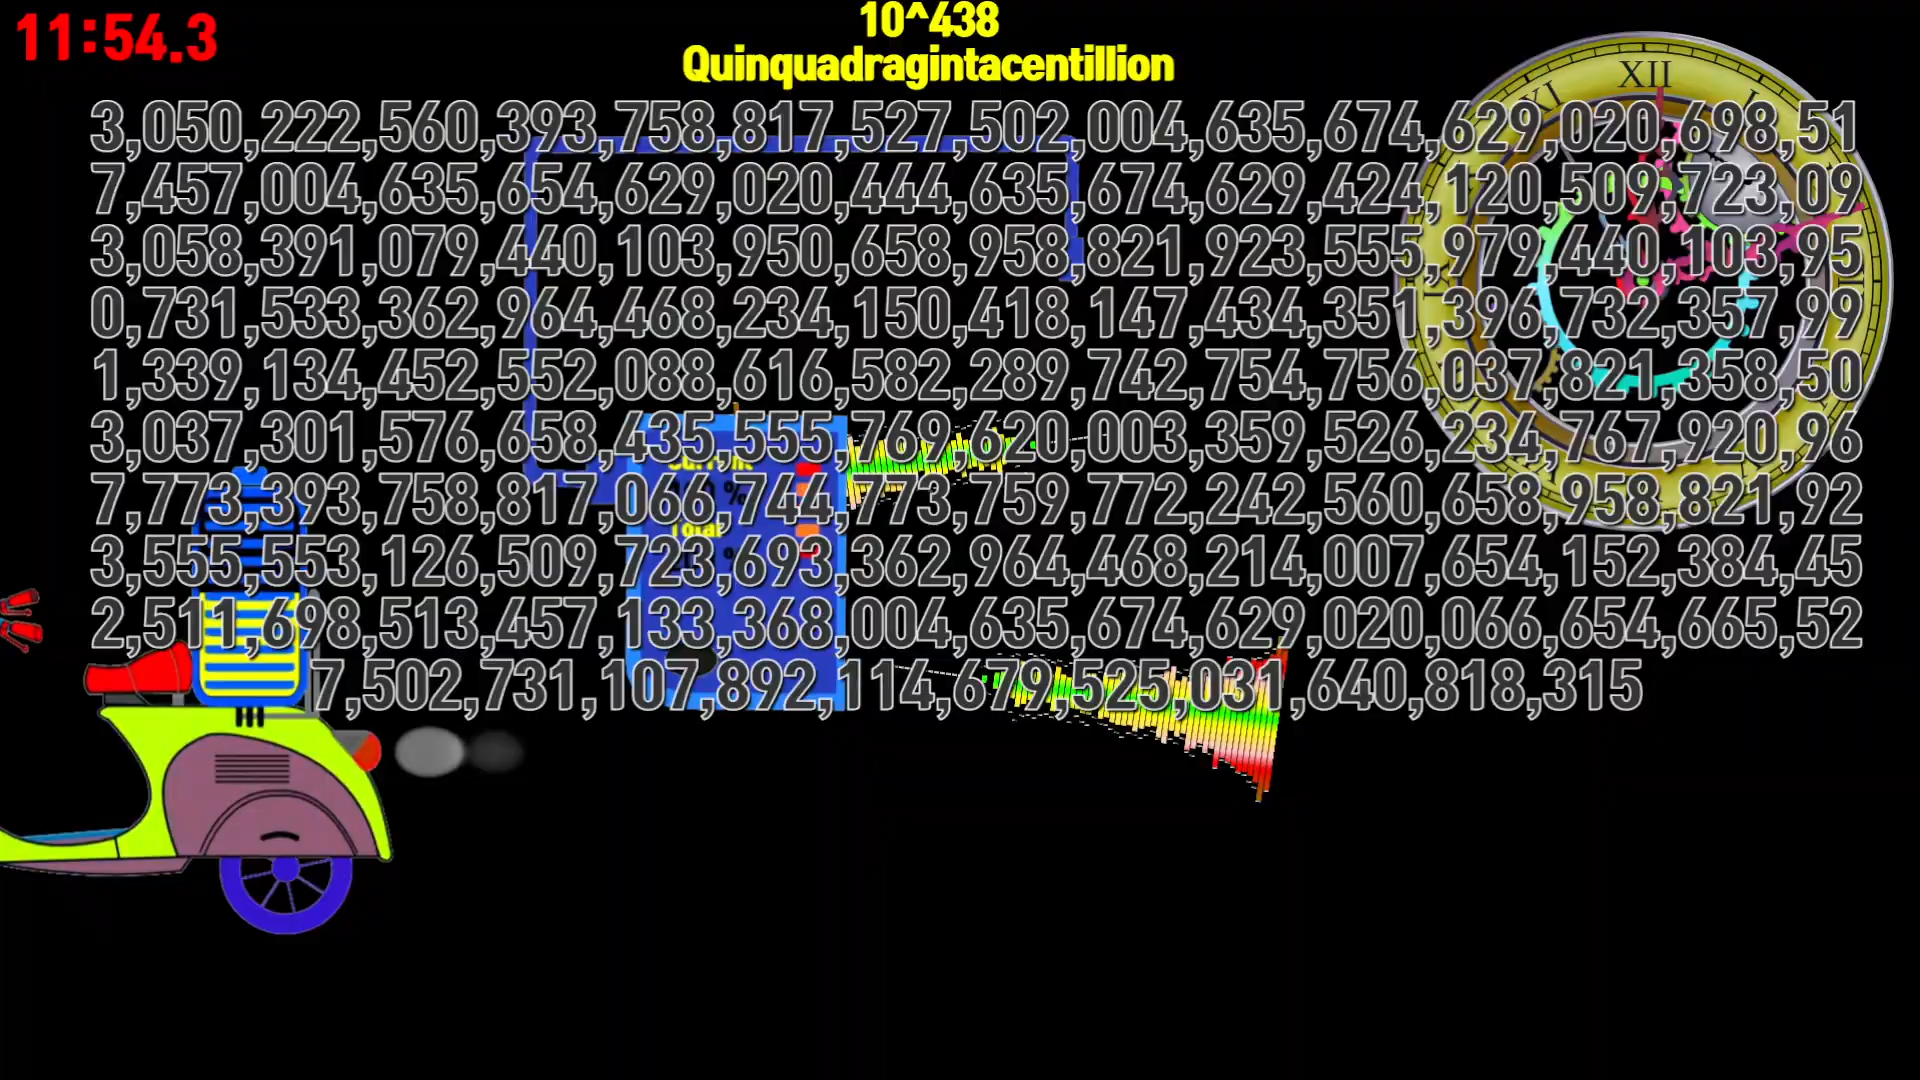 11:54.3
10^438
Quinquadragintacentillion
3,050,222,560,393,758,817,527,502,004,635,674,629,020,698,51
7,457,004,635,654,629,020,444,635,674,629,424,120,509,723,09
3,058,391,079,440,103,950,658,958,821,923,555,979,440,103,95
0,731,533,362,964,468,234,150,418,147,434,351,396,732,357,99
1,339,134,452,552,088,616,582,289,742,754,756,037,821,358,50
3,037,301,576,658,435,555,769,620,003,359,526,234,767,920,96
7,773,393,758,817,066,744,773,759,772,242,560,658,958,821,92
3,555,553,126,509,723,693,362,964,468,214,007,654,152,384,45
2,511,698,513,457,133,368,004,635,674,629,020,066,654,665,52
7,502,731,107,892,114,679,525,031,640,818,315
XII
XI
I
Total